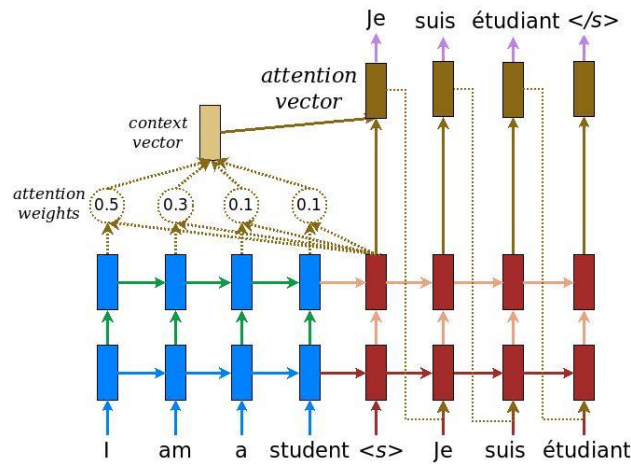 Je suis étudiant </s>
attention
vector
context
vector
attention
weights
0.5 0.3 0.1 0.1
I am a student <s> Je suis étudiant